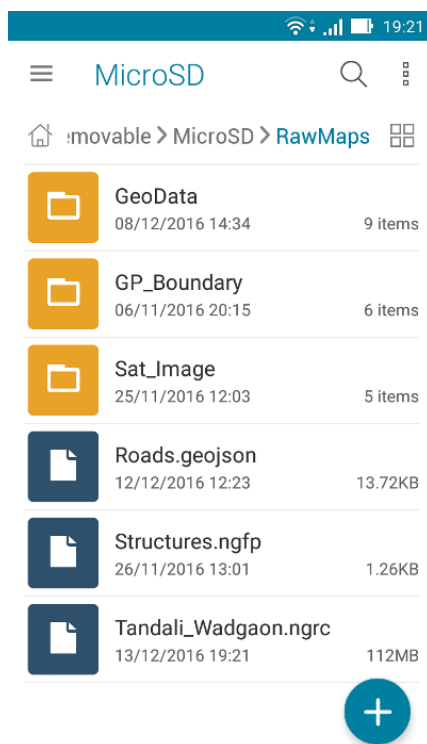 19:21
MicroSD
:movable > MicroSD > RawMaps
GeoData
08/12/2016 14:34 9 items
GP_Boundary
06/11/2016 20:15 6 items
Sat_Image
25/11/2016 12:03 5 items
Roads.geojson
12/12/2016 12:23 13.72KB
Structures.ngfp
26/11/2016 13:01 1.26KB
Tandali_Wadgaon.ngrc
13/12/2016 19:21 112MB